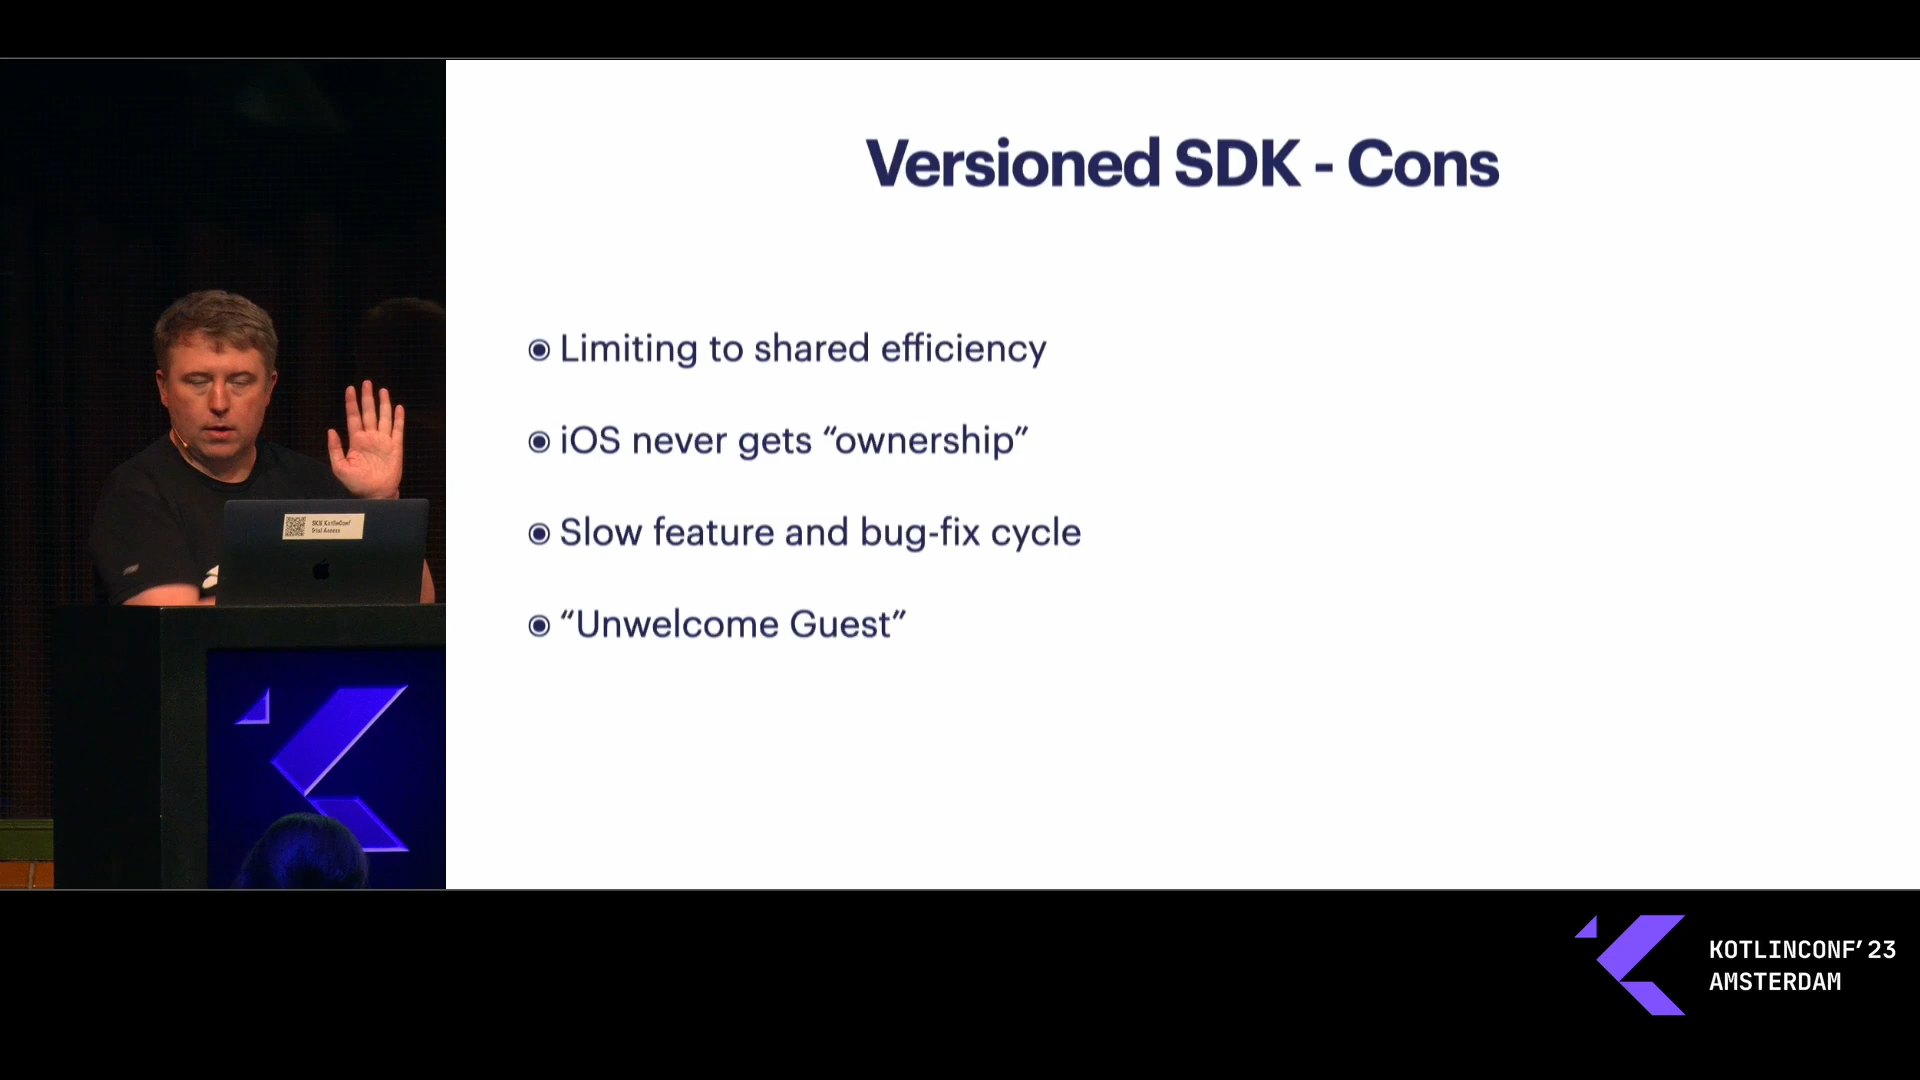 Versioned SDK - Cons
◉ Limiting to shared efficiency
◉ iOS never gets “ownership”
◉ Slow feature and bug-fix cycle
◉ “Unwelcome Guest”
KOTLINCONF’23
AMSTERDAM